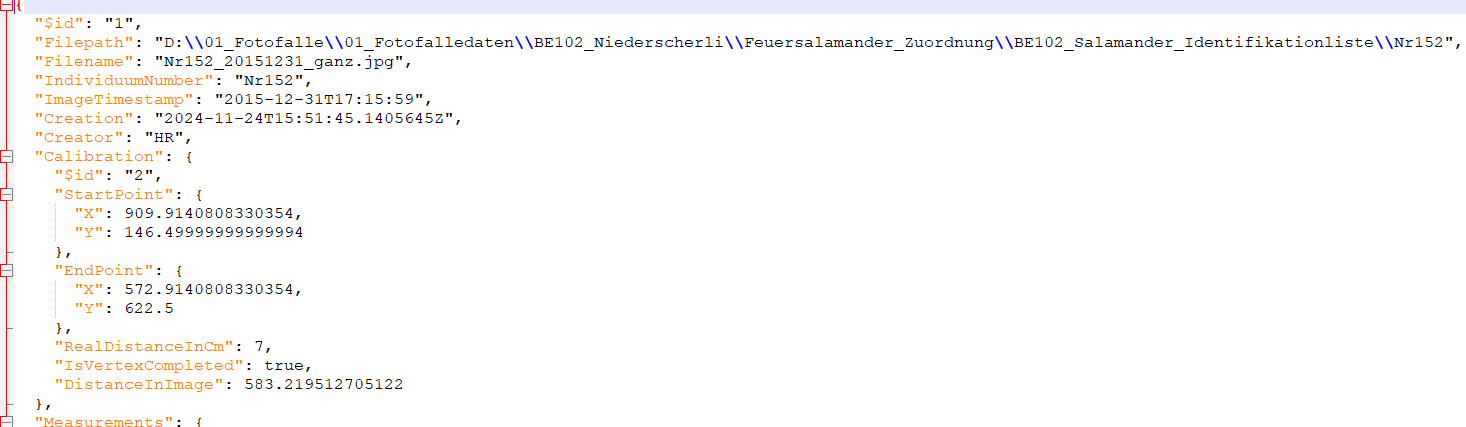 {
"$id": "1",
"Filepath": "D:\\01_Fotofalle\\01_Fotofalledaten\\BE102_Niederscherli\\Feuersalamander_Zuordnung\\BE102_Salamander_Identifikationliste\\Nr152",
"Filename": "Nr152_20151231_ganz.jpg",
"IndividuumNumber": "Nr152",
"ImageTimestamp": "2015-12-31T17:15:59",
"Creation": "2024-11-24T15:51:45.1405645Z",
"Creator": "HR",
"Calibration": {
"$id": "2",
"StartPoint": {
"X": 909.9140808330354,
"Y": 146.49999999999994
},
"EndPoint": {
"X": 572.9140808330354,
"Y": 622.5
},
"RealDistanceInCm": 7,
"IsVertexCompleted": true,
"DistanceInImage": 583.219512705122
},
"Measurements": {